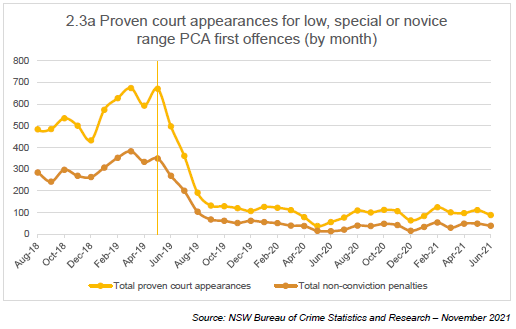 2.3a Proven court appearances for low, special or novice
range PCA first offences (by month)
800
700
600
500
400
300
200
100
0
Aug-18
Oct-18
Dec-18
Feb-19
Apr-19
Jun-19
Aug-19
Oct-19
Dec-19
Feb-20
Apr-20
Jun-20
Aug-20
Oct-20
Dec-20
Feb-21
Apr-21
Jun-21
Total proven court appearances
Total non-conviction penalties
Source: NSW Bureau of Crime Statistics and Research – November 2021